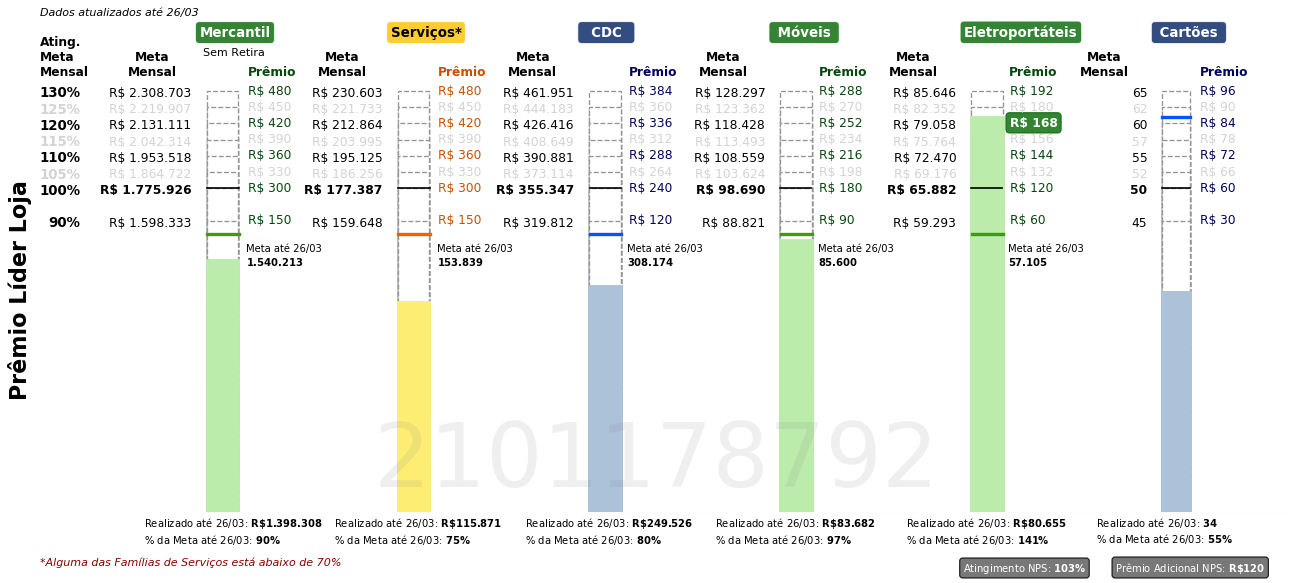 Dados atualizados até 26/03
Mercantil Serviços* CDC Móveis Eletroportáteis Cartões
Sem Retira
Ating. Meta Mensal
Meta Mensal Prêmio Meta Mensal Prêmio Meta Mensal Prêmio Meta Mensal Prêmio Meta Mensal Prêmio Meta Mensal Prêmio
130% R$ 2.308.703 R$ 480 R$ 230.603 R$ 480 R$ 461.951 R$ 384 R$ 128.297 R$ 288 R$ 85.646 R$ 192 65 R$ 96
125% R$ 2.219.907 R$ 450 R$ 221.733 R$ 450 R$ 444.183 R$ 360 R$ 123.362 R$ 270 R$ 82.352 R$ 180 62 R$ 90
120% R$ 2.131.111 R$ 420 R$ 212.864 R$ 420 R$ 426.416 R$ 336 R$ 118.428 R$ 252 R$ 79.058 R$ 168 60 R$ 84
115% R$ 2.042.314 R$ 390 R$ 203.995 R$ 390 R$ 408.649 R$ 312 R$ 113.493 R$ 234 R$ 75.764 R$ 156 57 R$ 78
110% R$ 1.953.518 R$ 360 R$ 195.125 R$ 360 R$ 390.881 R$ 288 R$ 108.559 R$ 216 R$ 72.470 R$ 144 55 R$ 72
105% R$ 1.864.722 R$ 330 R$ 186.256 R$ 330 R$ 373.114 R$ 264 R$ 103.624 R$ 198 R$ 69.176 R$ 132 52 R$ 66
100% R$ 1.775.926 R$ 300 R$ 177.387 R$ 300 R$ 355.347 R$ 240 R$ 98.690 R$ 180 R$ 65.882 R$ 120 50 R$ 60
90% R$ 1.598.333 R$ 150 R$ 159.648 R$ 150 R$ 319.812 R$ 120 R$ 88.821 R$ 90 R$ 59.293 R$ 60 45 R$ 30
Meta até 26/03 Meta até 26/03 Meta até 26/03 Meta até 26/03 Meta até 26/03
1.540.213 153.839 308.174 85.600 57.105
Prêmio Líder Loja
2101178792
Realizado até 26/03: R$1.398.308 Realizado até 26/03: R$115.871 Realizado até 26/03: R$249.526 Realizado até 26/03: R$83.682 Realizado até 26/03: R$80.655 Realizado até 26/03: 34
% da Meta até 26/03: 90% % da Meta até 26/03: 75% % da Meta até 26/03: 80% % da Meta até 26/03: 97% % da Meta até 26/03: 141% % da Meta até 26/03: 55%
*Alguma das Famílias de Serviços está abaixo de 70%
Atingimento NPS: 103% Prêmio Adicional NPS: R$120